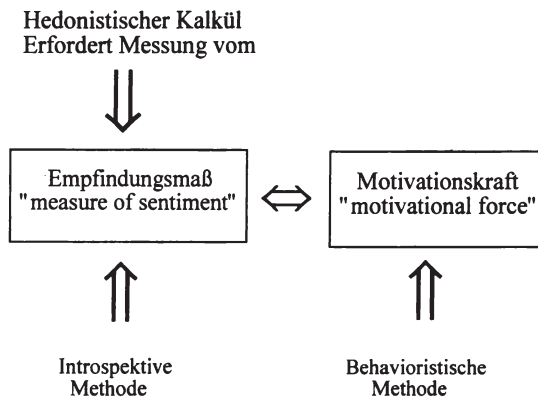 Hedonistischer Kalkül
Erfordert Messung vom
Empfindungsmaß
"measure of sentiment"
Motivationskraft
"motivational force"
Introspektive
Methode
Behavioristische
Methode